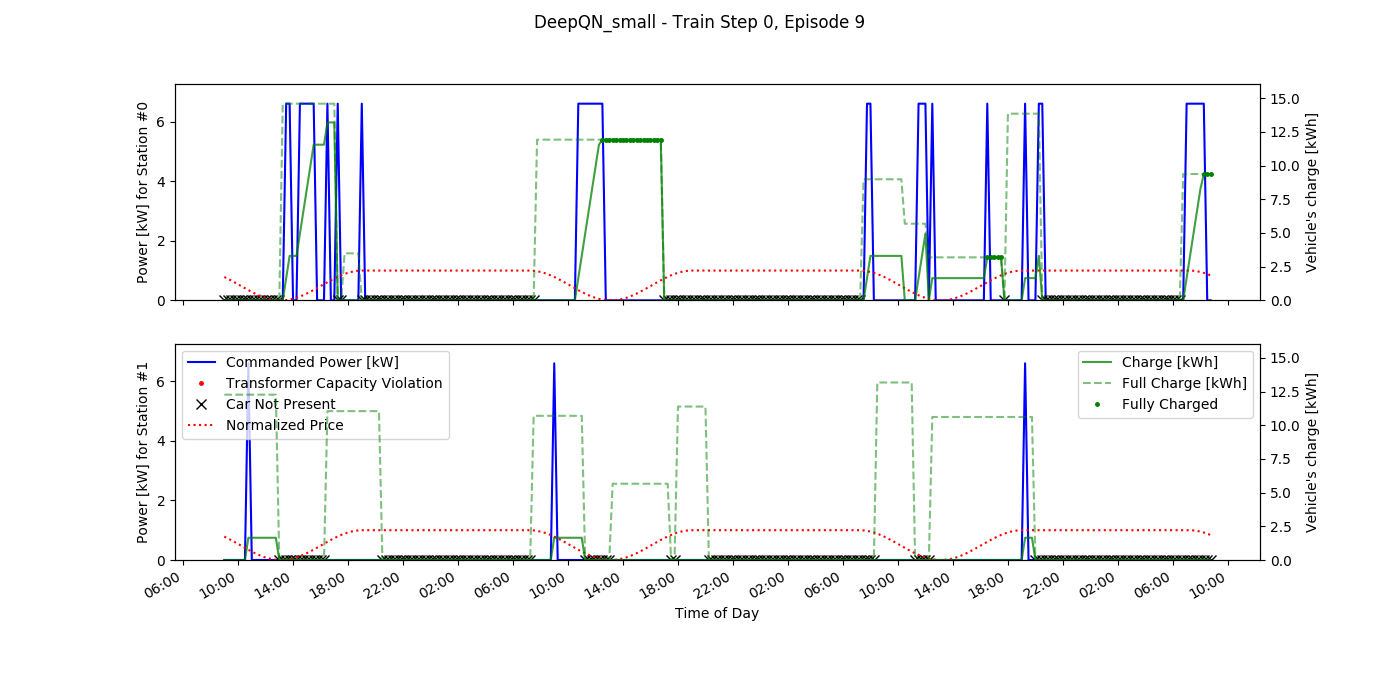 DeepQN_small - Train Step 0, Episode 9
Power [kW] for Station #0
6
4
2
0
15.0
12.5
10.0
7.5
5.0
2.5
0.0
Vehicle's charge [kWh]
Power [kW] for Station #1
6
4
2
0
Commanded Power [kW]
Transformer Capacity Violation
Car Not Present
Normalized Price
Charge [kWh]
Full Charge [kWh]
Fully Charged
15.0
12.5
10.0
7.5
5.0
2.5
0.0
Vehicle's charge [kWh]
06:00 10:00 14:00 18:00 22:00 02:00 06:00 10:00 14:00 18:00 22:00 02:00 06:00 10:00 14:00 18:00 22:00 02:00 06:00 10:00
Time of Day